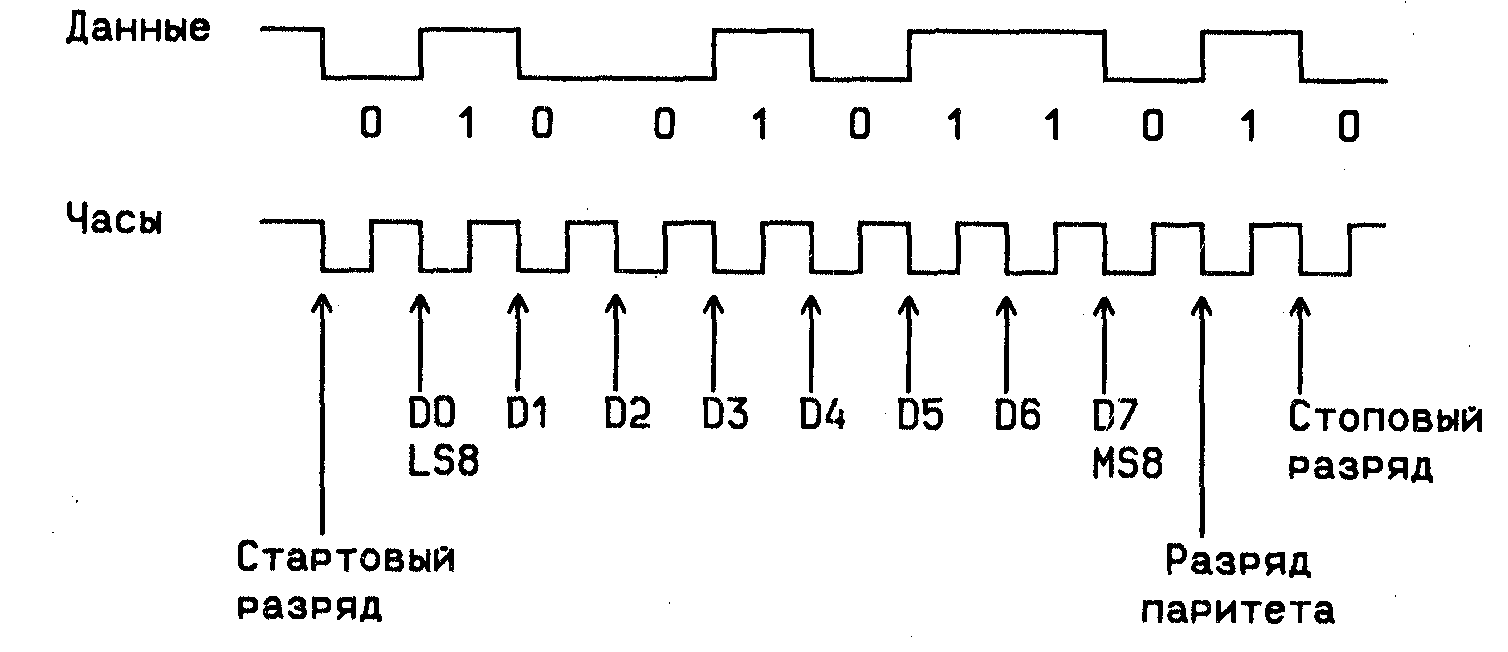 Данные
0 1 0 0 1 0 1 1 0 1 0
Часы
D0 D1 D2 D3 D4 D5 D6 D7 Стоповый
LS8 MS8 разряд
Стартовый Разряд
разряд паритета